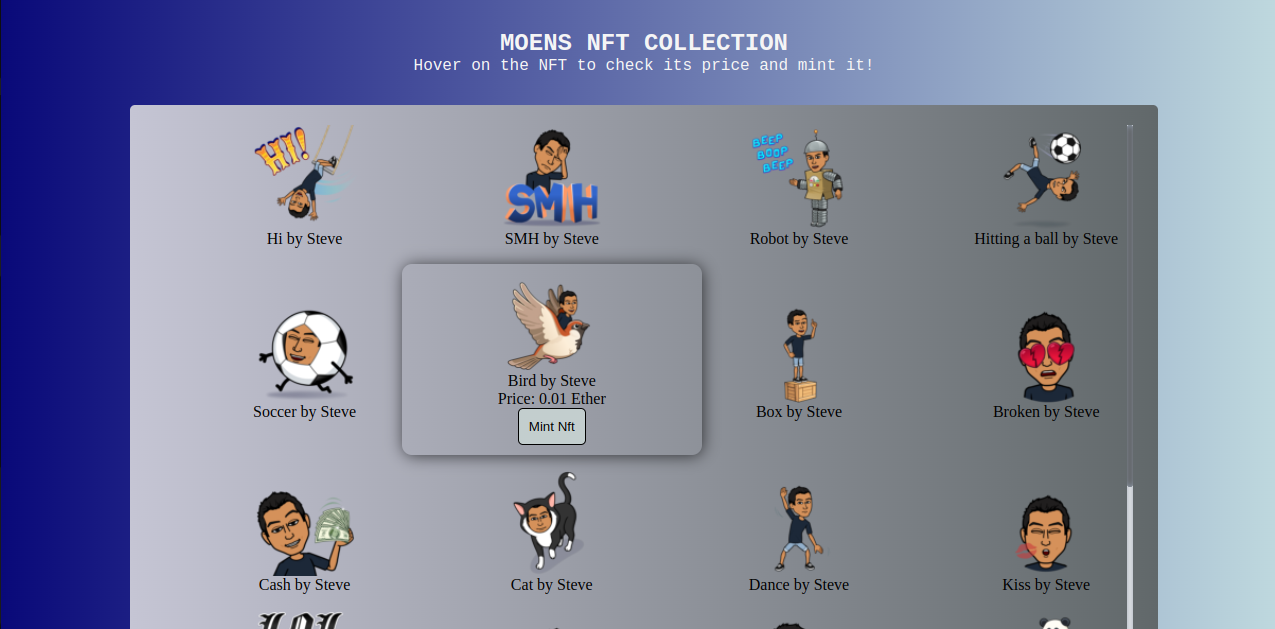 MOENS NFT COLLECTION
Hover on the NFT to check its price and mint it!
HI!
SMH
BEEP
BOOP
BEEP
Hi by Steve
SMH by Steve
Robot by Steve
Hitting a ball by Steve
Bird by Steve
Price: 0.01 Ether
Mint Nft
Soccer by Steve
Box by Steve
Broken by Steve
Cash by Steve
Cat by Steve
Dance by Steve
Kiss by Steve
LOL